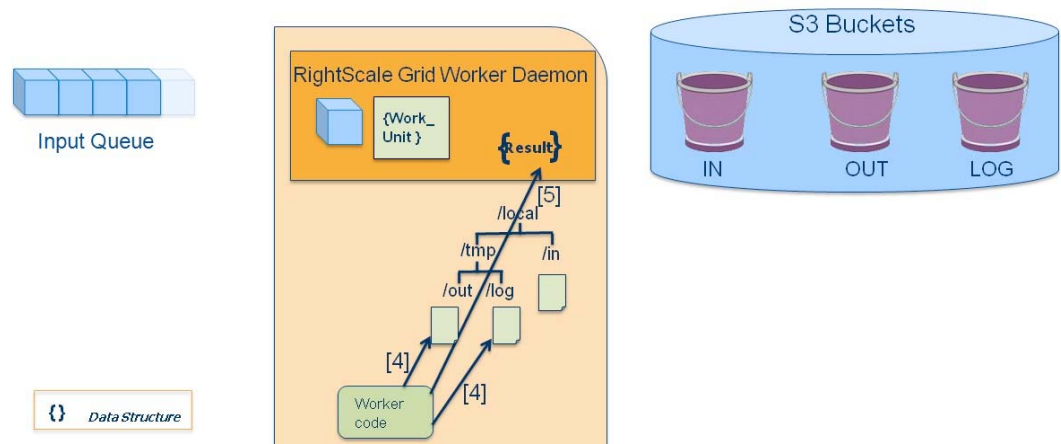 S3 Buckets
RightScale Grid Worker Daemon
{Work_
Unit }
{Result}
Input Queue
IN
OUT
LOG
[5]
/local
/tmp
/in
/out
/log
[4]
[4]
Worker
code
{} Data Structure